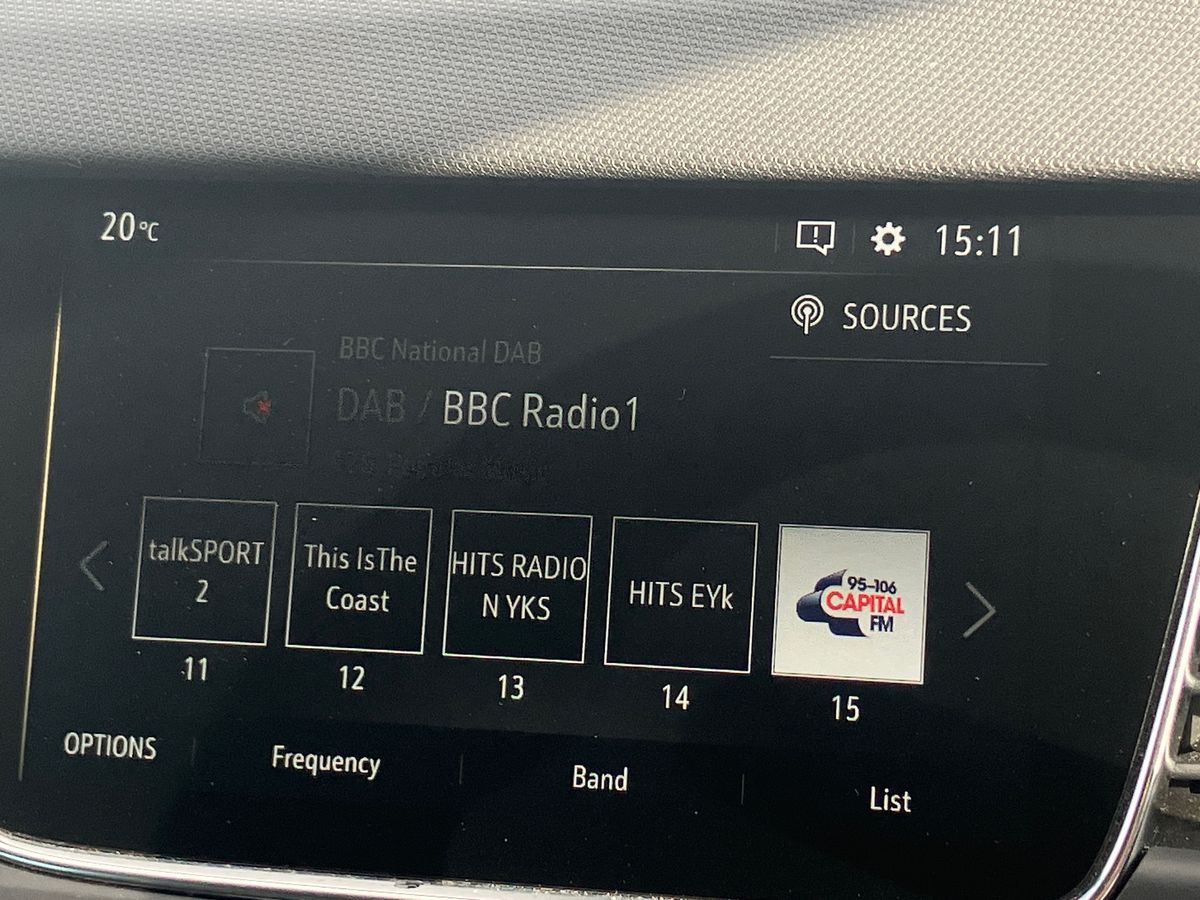 20°C
15:11
SOURCES
BBC National DAB
DAB / BBC Radio1
talkSPORT
2
This IsThe
Coast
HITS RADIO
N YKS
HITS EYk
95-106
CAPITAL
FM
11
12
13
14
15
OPTIONS
Frequency
Band
List